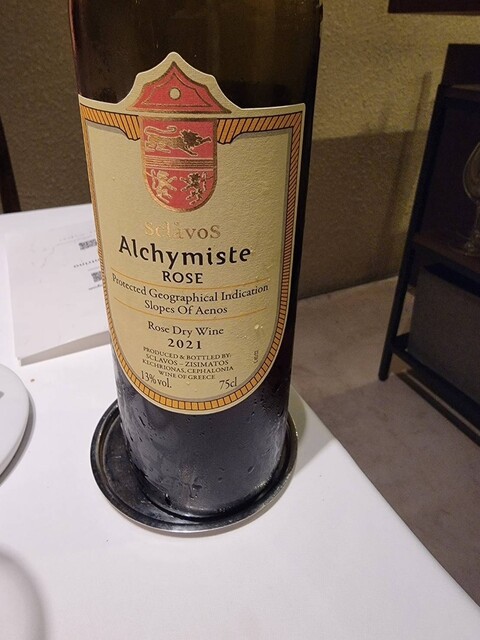 SclavoS
Alchymiste
ROSE
Protected Geographical Indication
Slopes Of Aenos
Rose Dry Wine
2021
PRODUCED & BOTTLED BY:
SCLAVOS - ZISIMATOS
KECHRIONAS, CEPHALONIA
WINE OF GREECE
13% vol. 75cl